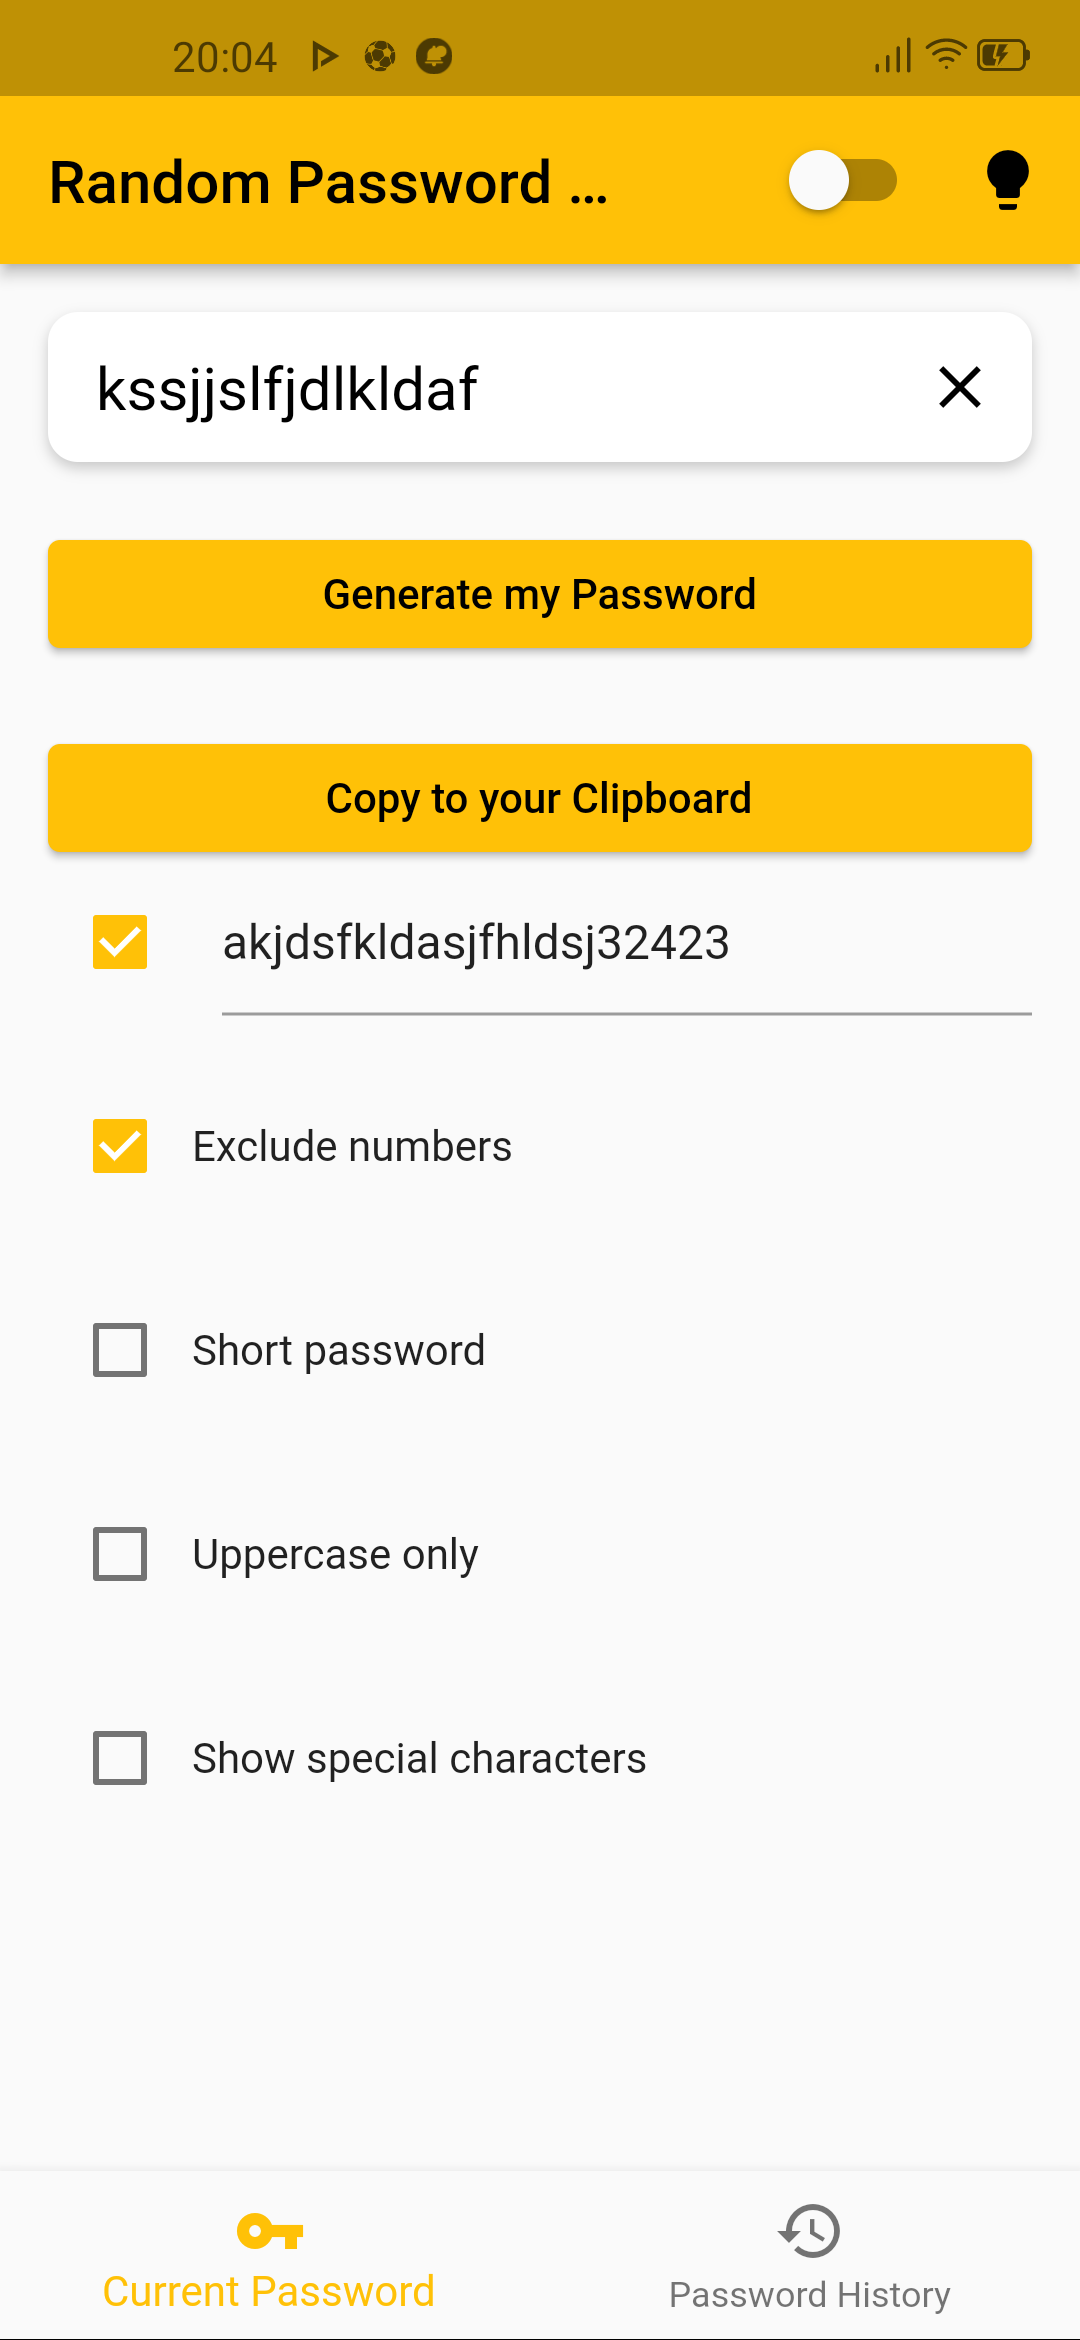 20:04
Random Password ...
kssjjslfjdlkldaf
Generate my Password
Copy to your Clipboard
akjdsfkldasjfhldsj32423
Exclude numbers
Short password
Uppercase only
Show special characters
Current Password
Password History